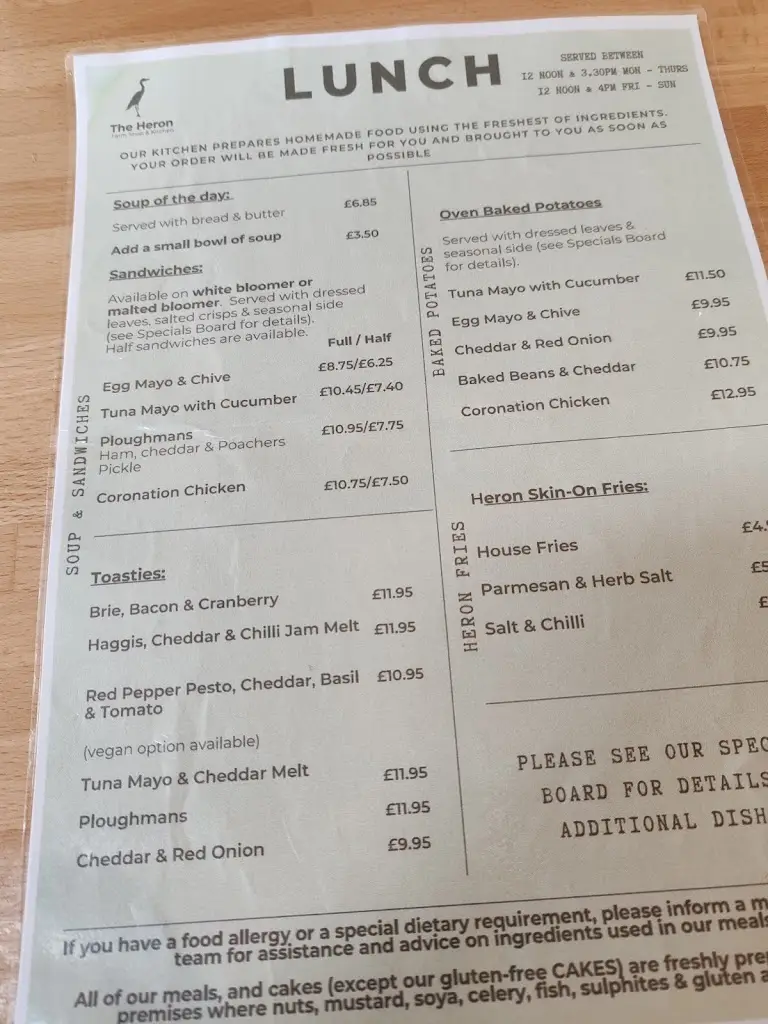 The Heron
LUNCH
SERVED BETWEEN
12 NOON & 3.30PM MON - THURS
12 NOON & 4PM FRI - SUN
OUR KITCHEN PREPARES HOMEMADE FOOD USING THE FRESHEST OF INGREDIENTS.
YOUR ORDER WILL BE MADE FRESH FOR YOU AND BROUGHT TO YOU AS SOON AS
POSSIBLE
SOUP & SANDWICHES
Soup of the day:
Served with bread & butter £6.85
Add a small bowl of soup £3.50
Sandwiches:
Available on white bloomer or
malted bloomer. Served with dressed
leaves, salted crisps & seasonal side
(see Specials Board for details).
Half sandwiches are available.
Full / Half
Egg Mayo & Chive £8.75/£6.25
Tuna Mayo with Cucumber £10.45/£7.40
Ploughmans £10.95/£7.75
Ham, cheddar & Poachers
Pickle
Coronation Chicken £10.75/£7.50
Toasties:
Brie, Bacon & Cranberry £11.95
Haggis, Cheddar & Chilli Jam Melt £11.95
Red Pepper Pesto, Cheddar, Basil £10.95
& Tomato
(vegan option available)
Tuna Mayo & Cheddar Melt £11.95
Ploughmans £11.95
Cheddar & Red Onion £9.95
BAKED POTATOES
Oven Baked Potatoes
Served with dressed leaves &
seasonal side (see Specials Board
for details).
Tuna Mayo with Cucumber £11.50
Egg Mayo & Chive £9.95
Cheddar & Red Onion £9.95
Baked Beans & Cheddar £10.75
Coronation Chicken £12.95
HERON FRIES
Heron Skin-On Fries:
House Fries £4.
Parmesan & Herb Salt £5
Salt & Chilli £
PLEASE SEE OUR SPEC
BOARD FOR DETAILS
ADDITIONAL DISH
If you have a food allergy or a special dietary requirement, please inform a m
team for assistance and advice on ingredients used in our meals
All of our meals, and cakes (except our gluten-free CAKES) are freshly pre
premises where nuts, mustard, soya, celery, fish, sulphites & gluten a